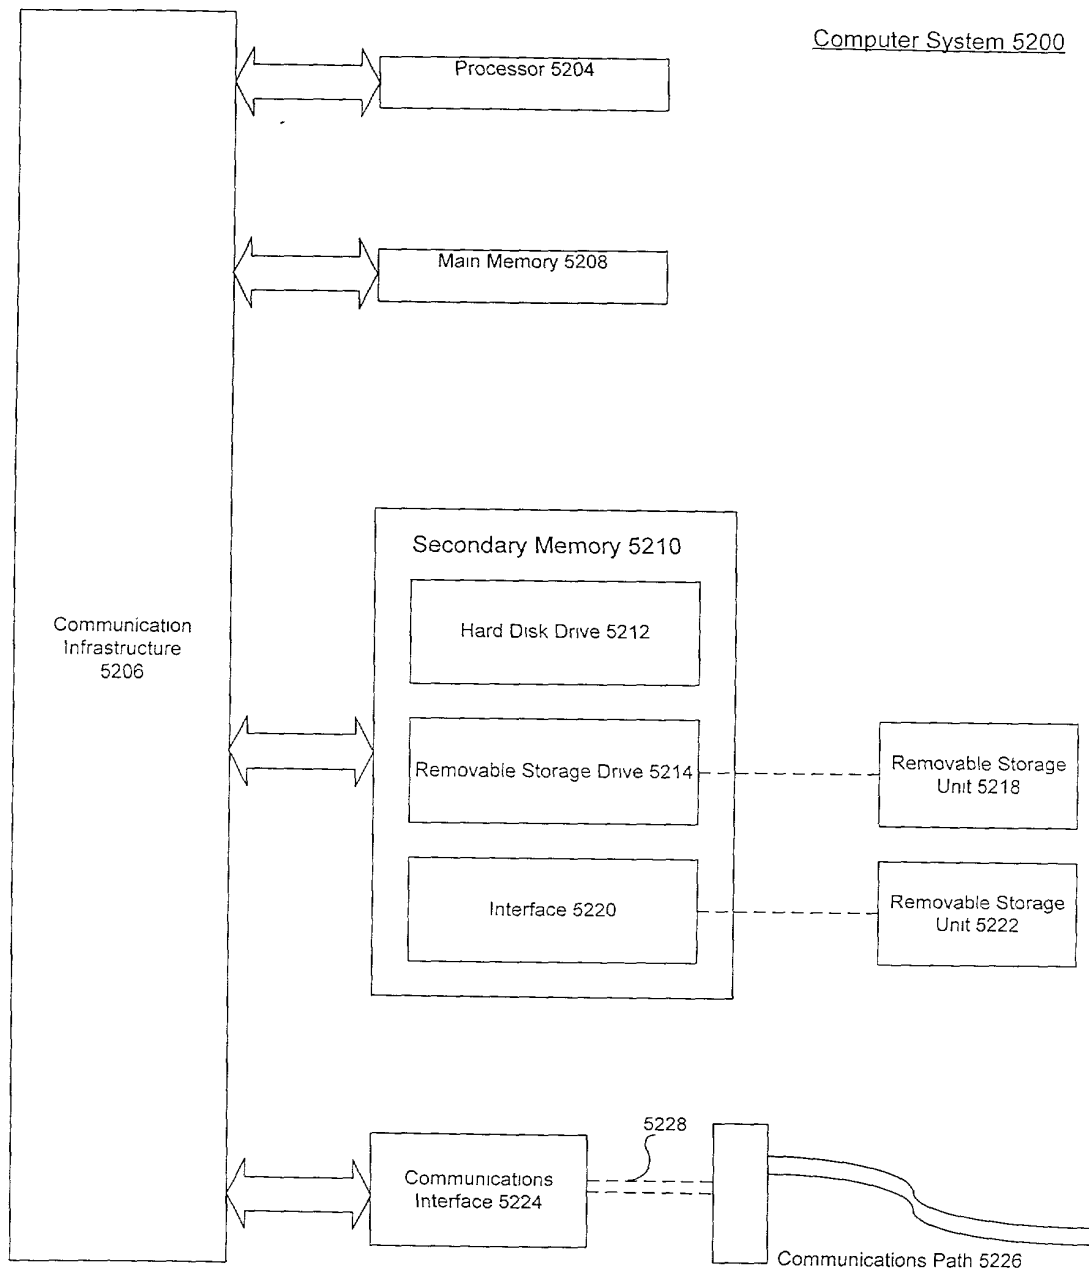 Computer System 5200
Processor 5204
Main Memory 5208
Secondary Memory 5210
Hard Disk Drive 5212
Communication
Infrastructure
5206
Removable Storage Drive 5214
Removable Storage
Unit 5218
Interface 5220
Removable Storage
Unit 5222
5228
Communications
Interface 5224
Communications Path 5226